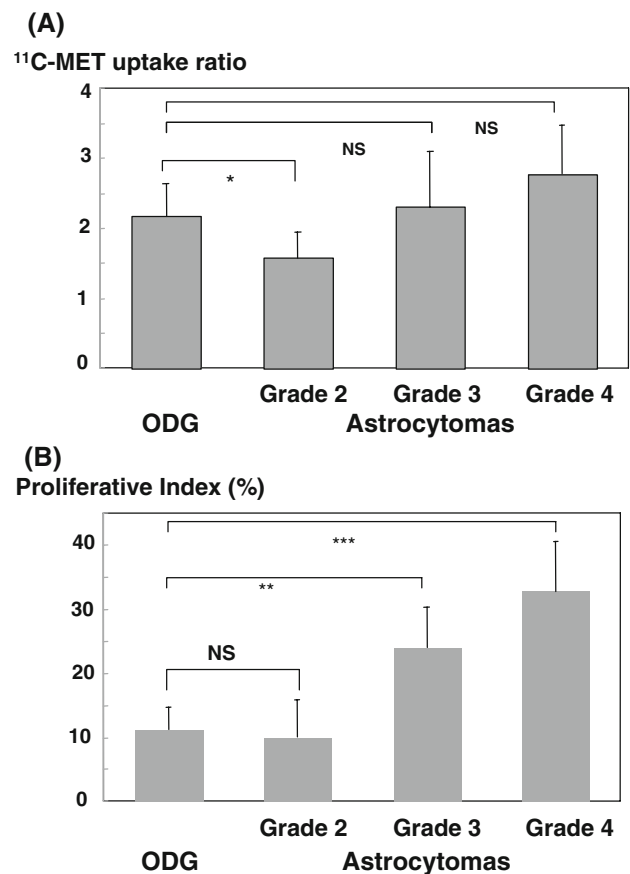 (A)
¹¹C-MET uptake ratio
4
NS
NS
3
*
2
1
0
Grade 2 Grade 3 Grade 4
ODG Astrocytomas
(B)
Proliferative Index (%)
40
***
30
**
NS
20
10
0
Grade 2 Grade 3 Grade 4
ODG Astrocytomas